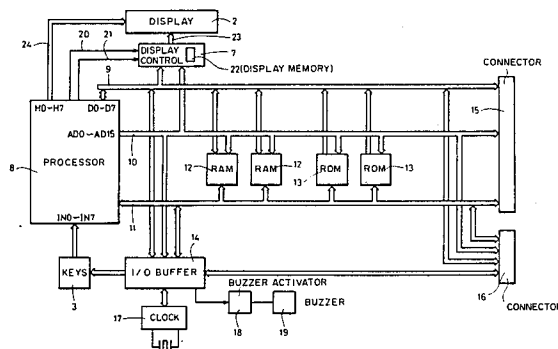 DISPLAY
2
23
24
20
21
DISPLAY CONTROL
7
22(DISPLAY MEMORY)
9
CONNECTOR
15
H0-H7
D0-D7
AD0-AD15
10
PROCESSOR
8
12
RAM
RAM
12
13
ROM
ROM
13
IN0-IN7
11
14
I/O BUFFER
KEYS
3
BUZZER ACTIVATOR
BUZZER
16
CONNECTOR
17
CLOCK
18
19